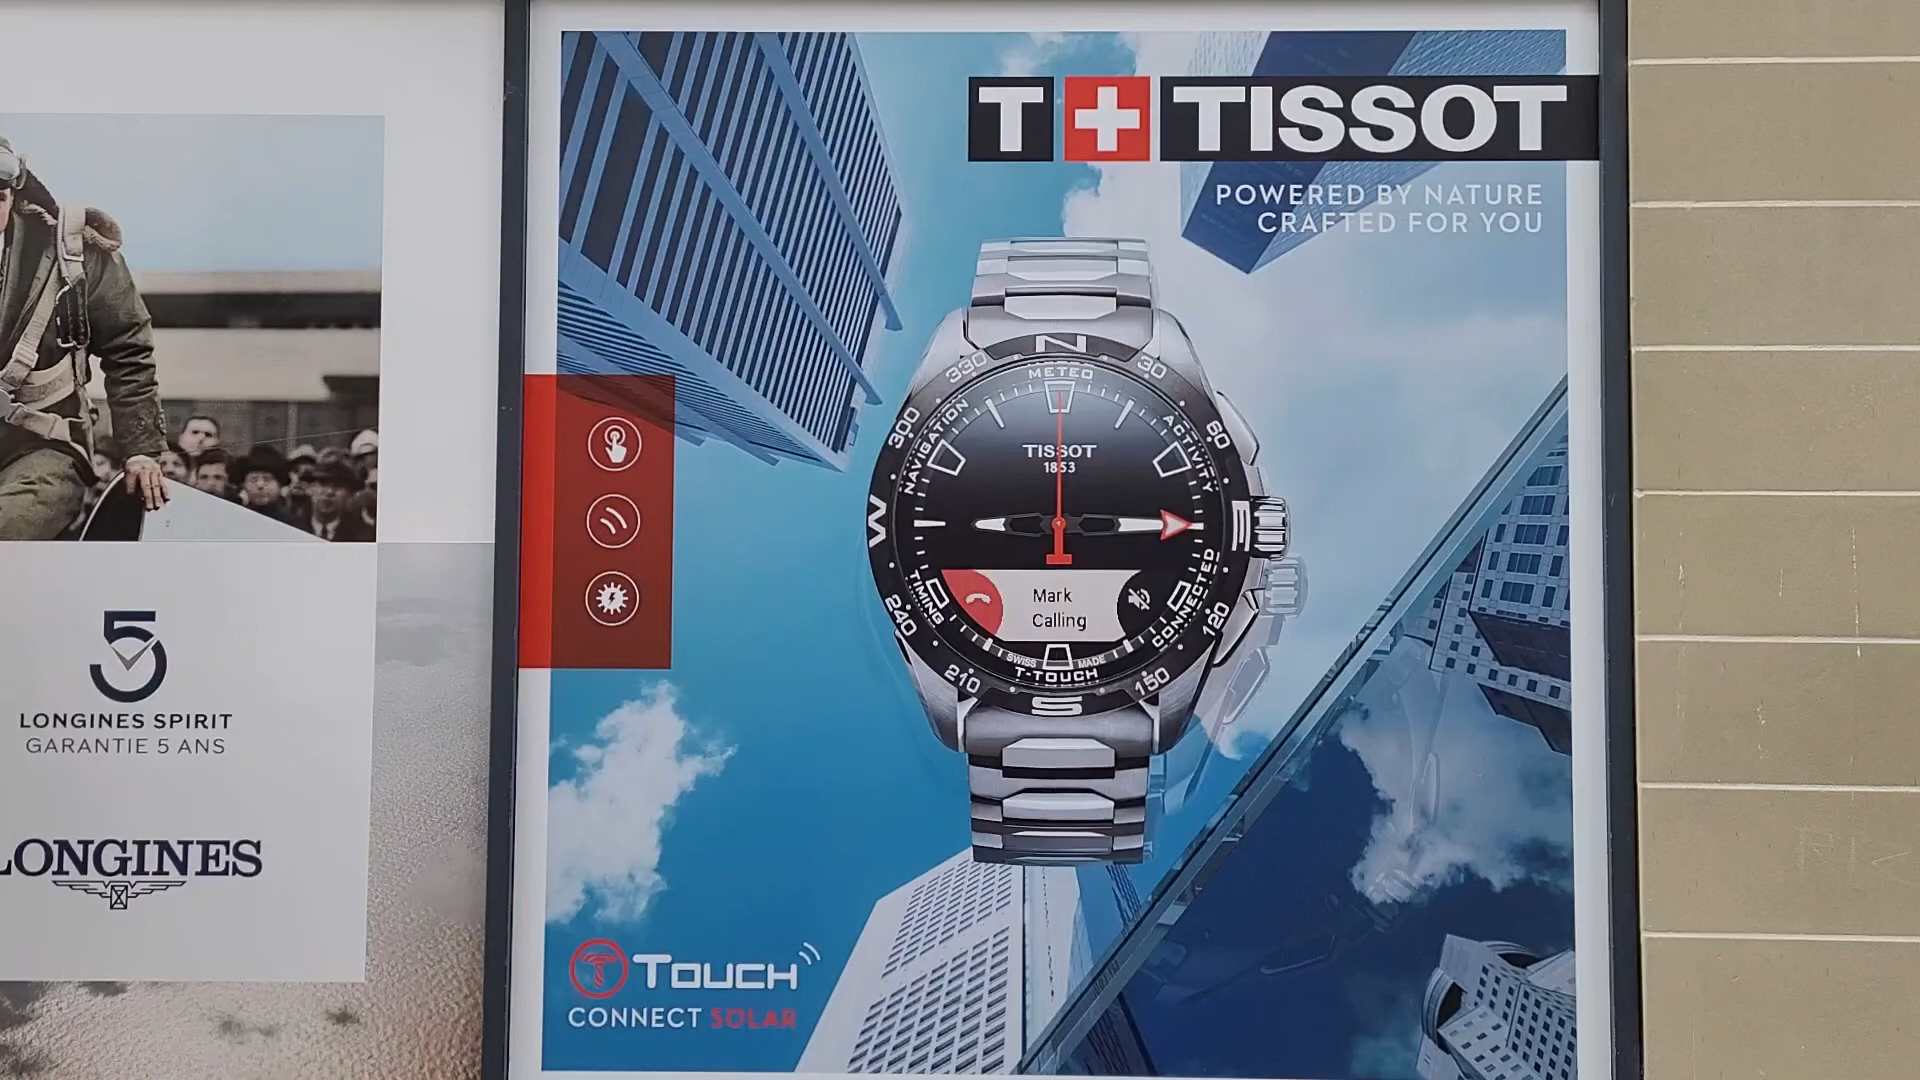 5
LONGINES SPIRIT
GARANTIE 5 ANS
LONGINES
T+ TISSOT
POWERED BY NATURE
CRAFTED FOR YOU
N
30
60
E
120
150
S
210
240
W
300
330
METEO
ACTIVITY
CONNECTED
T-TOUCH
TIMING
NAVIGATION
TISSOT
1853
Mark
Calling
SWISS MADE
T TOUCH
CONNECT SOLAR